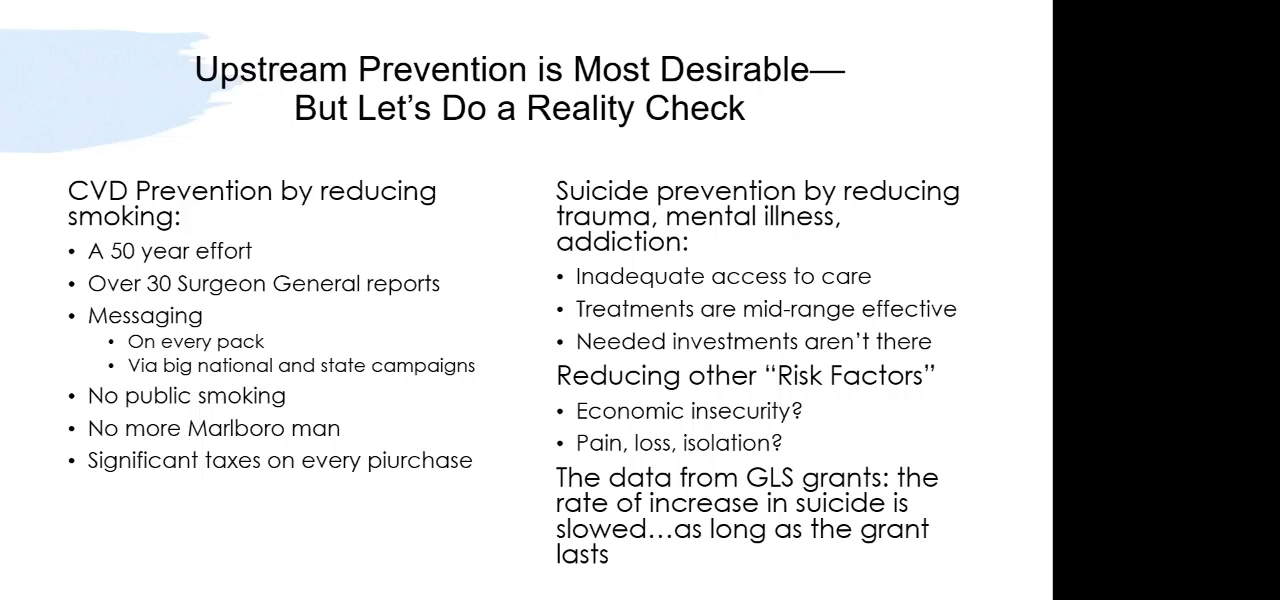 Upstream Prevention is Most Desirable—
But Let’s Do a Reality Check
CVD Prevention by reducing
smoking:
• A 50 year effort
• Over 30 Surgeon General reports
• Messaging
• On every pack
• Via big national and state campaigns
• No public smoking
• No more Marlboro man
• Significant taxes on every piurchase
Suicide prevention by reducing
trauma, mental illness,
addiction:
• Inadequate access to care
• Treatments are mid-range effective
• Needed investments aren’t there
Reducing other “Risk Factors”
• Economic insecurity?
• Pain, loss, isolation?
The data from GLS grants: the
rate of increase in suicide is
slowed…as long as the grant
lasts